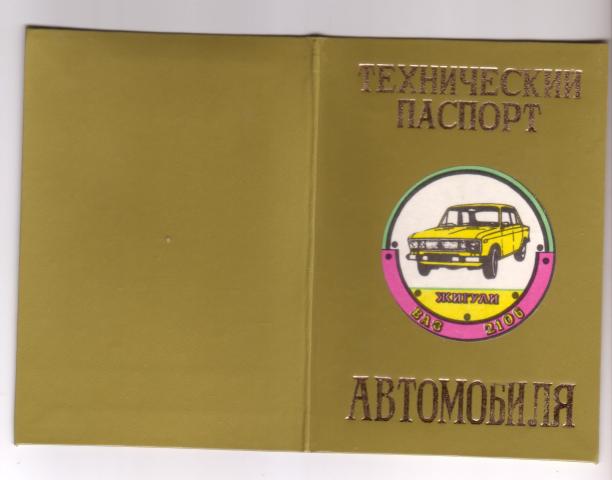 ТЕХНИЧЕСКИЙ
ПАСПОРТ
ЖИГУЛИ
ВАЗ 2106
АВТОМОБИЛЯ